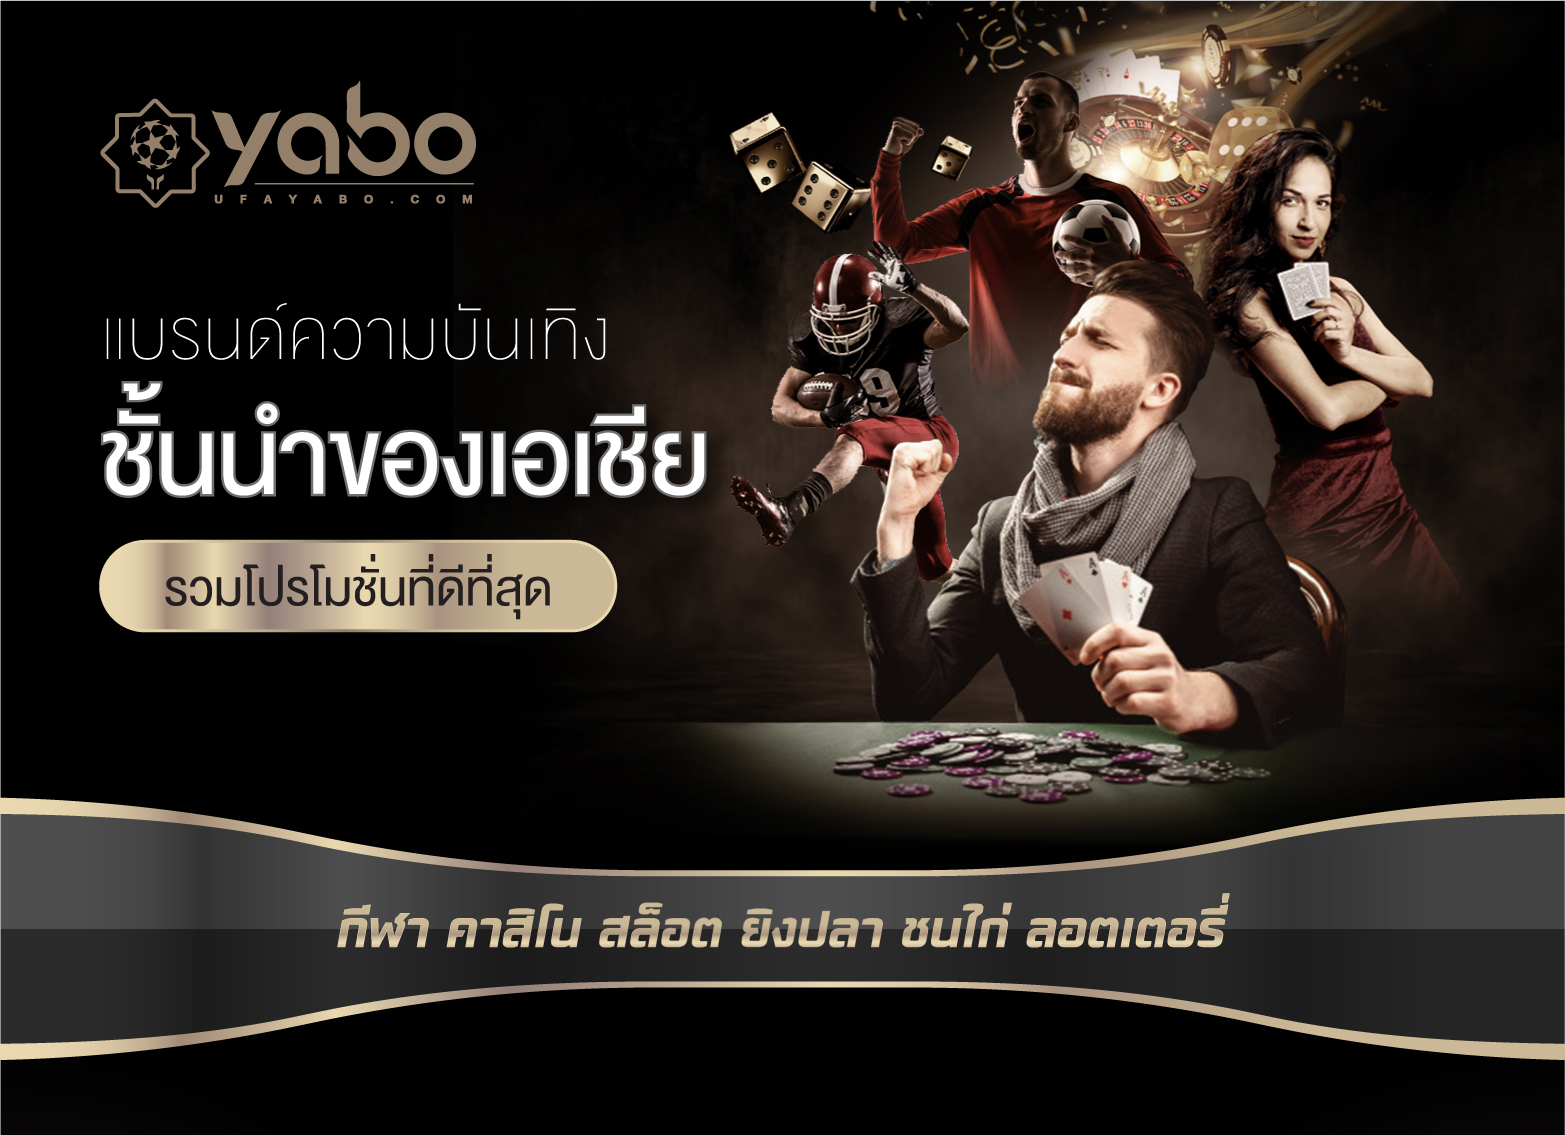 yabo
UFAYABO.COM
แบรนด์ความบันเทิง
ชั้นนำของเอเชีย
รวมโปรโมชั่นที่ดีที่สุด
กีฬา คาสิโน สล็อต ยิงปลา ชนไก่ ลอตเตอรี่